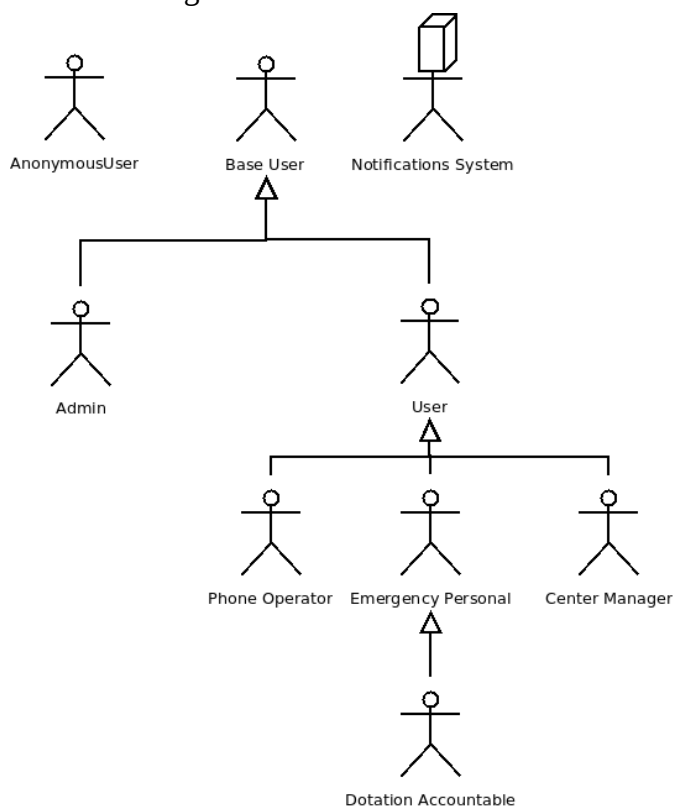 AnonymousUser
Base User
Notifications System
Admin
User
Phone Operator
Emergency Personal
Center Manager
Dotation Accountable